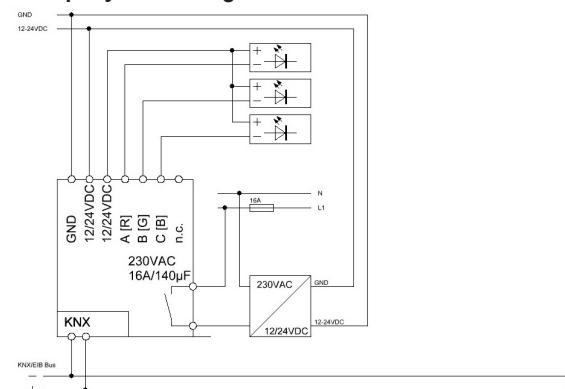 GND
12-24VDC
+
−
+
−
+
−
GND
12/24VDC
12/24VDC
A [R]
B [G]
C [B]
n.c.
N
16A
L1
230VAC
16A/140µF
230VAC
GND
12-24VDC
12/24VDC
KNX
KNX/EIB Bus
−
+